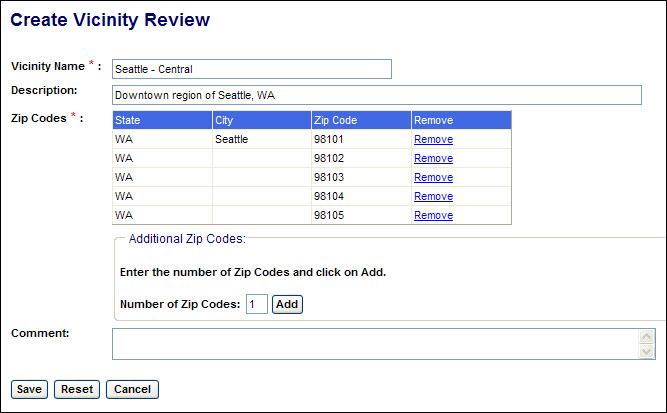 Create Vicinity Review
Vicinity Name * : Seattle - Central
Description: Downtown region of Seattle, WA
Zip Codes * : State City Zip Code Remove
WA Seattle 98101 Remove
WA 98102 Remove
WA 98103 Remove
WA 98104 Remove
WA 98105 Remove
Additional Zip Codes:
Enter the number of Zip Codes and click on Add.
Number of Zip Codes: 1 Add
Comment:
Save Reset Cancel